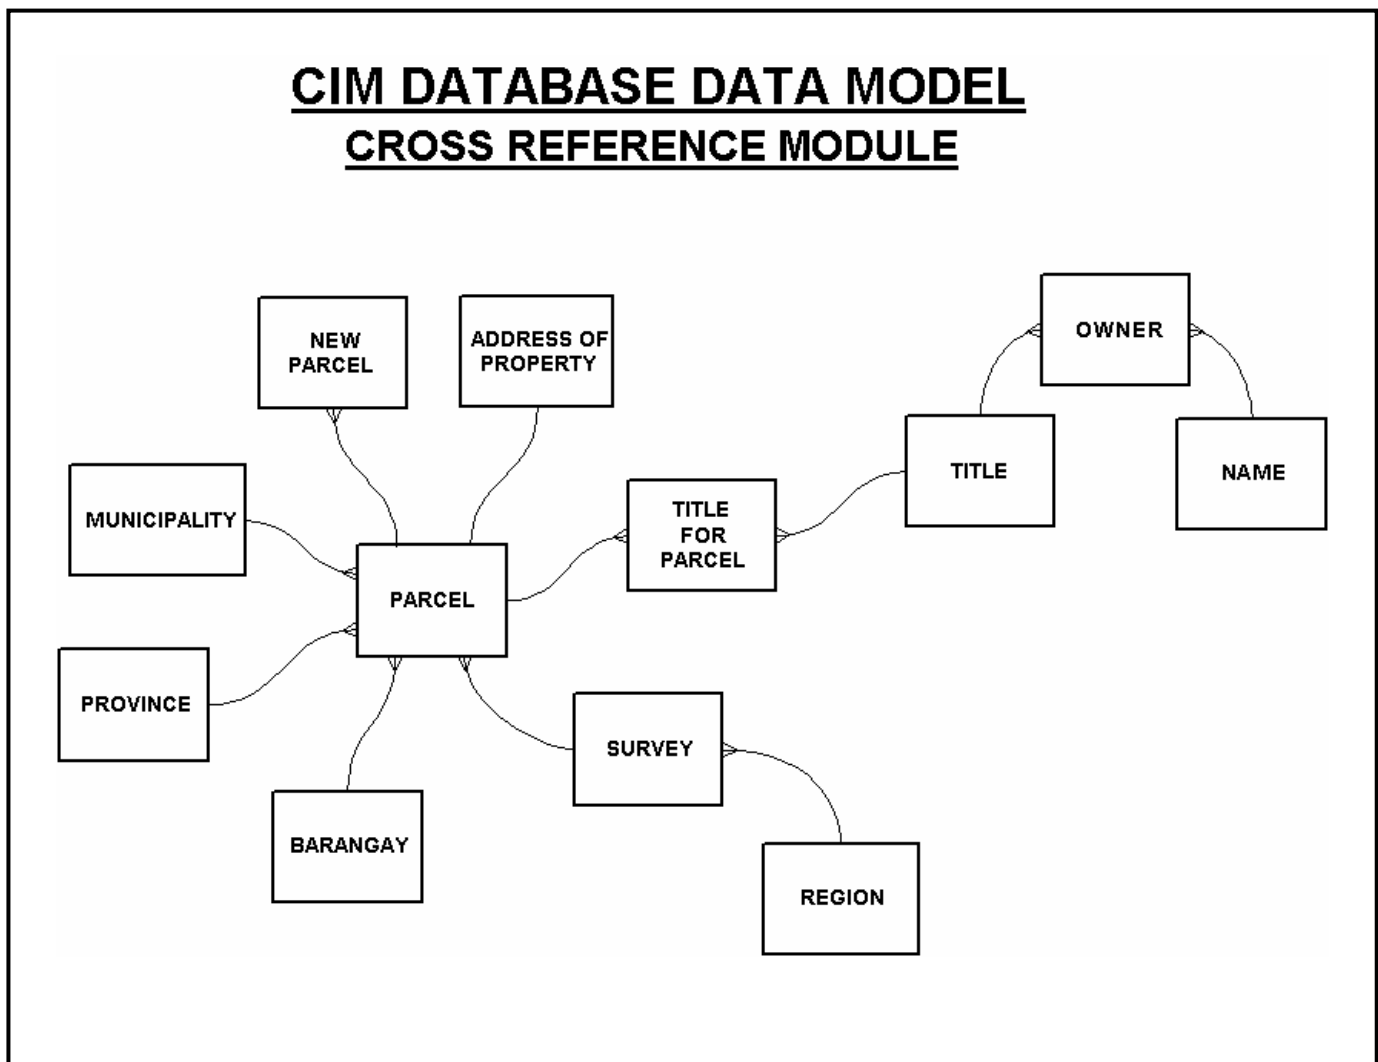 CIM DATABASE DATA MODEL
CROSS REFERENCE MODULE
NEW
PARCEL
ADDRESS OF
PROPERTY
OWNER
MUNICIPALITY
TITLE
FOR
PARCEL
TITLE
NAME
PARCEL
PROVINCE
SURVEY
BARANGAY
REGION